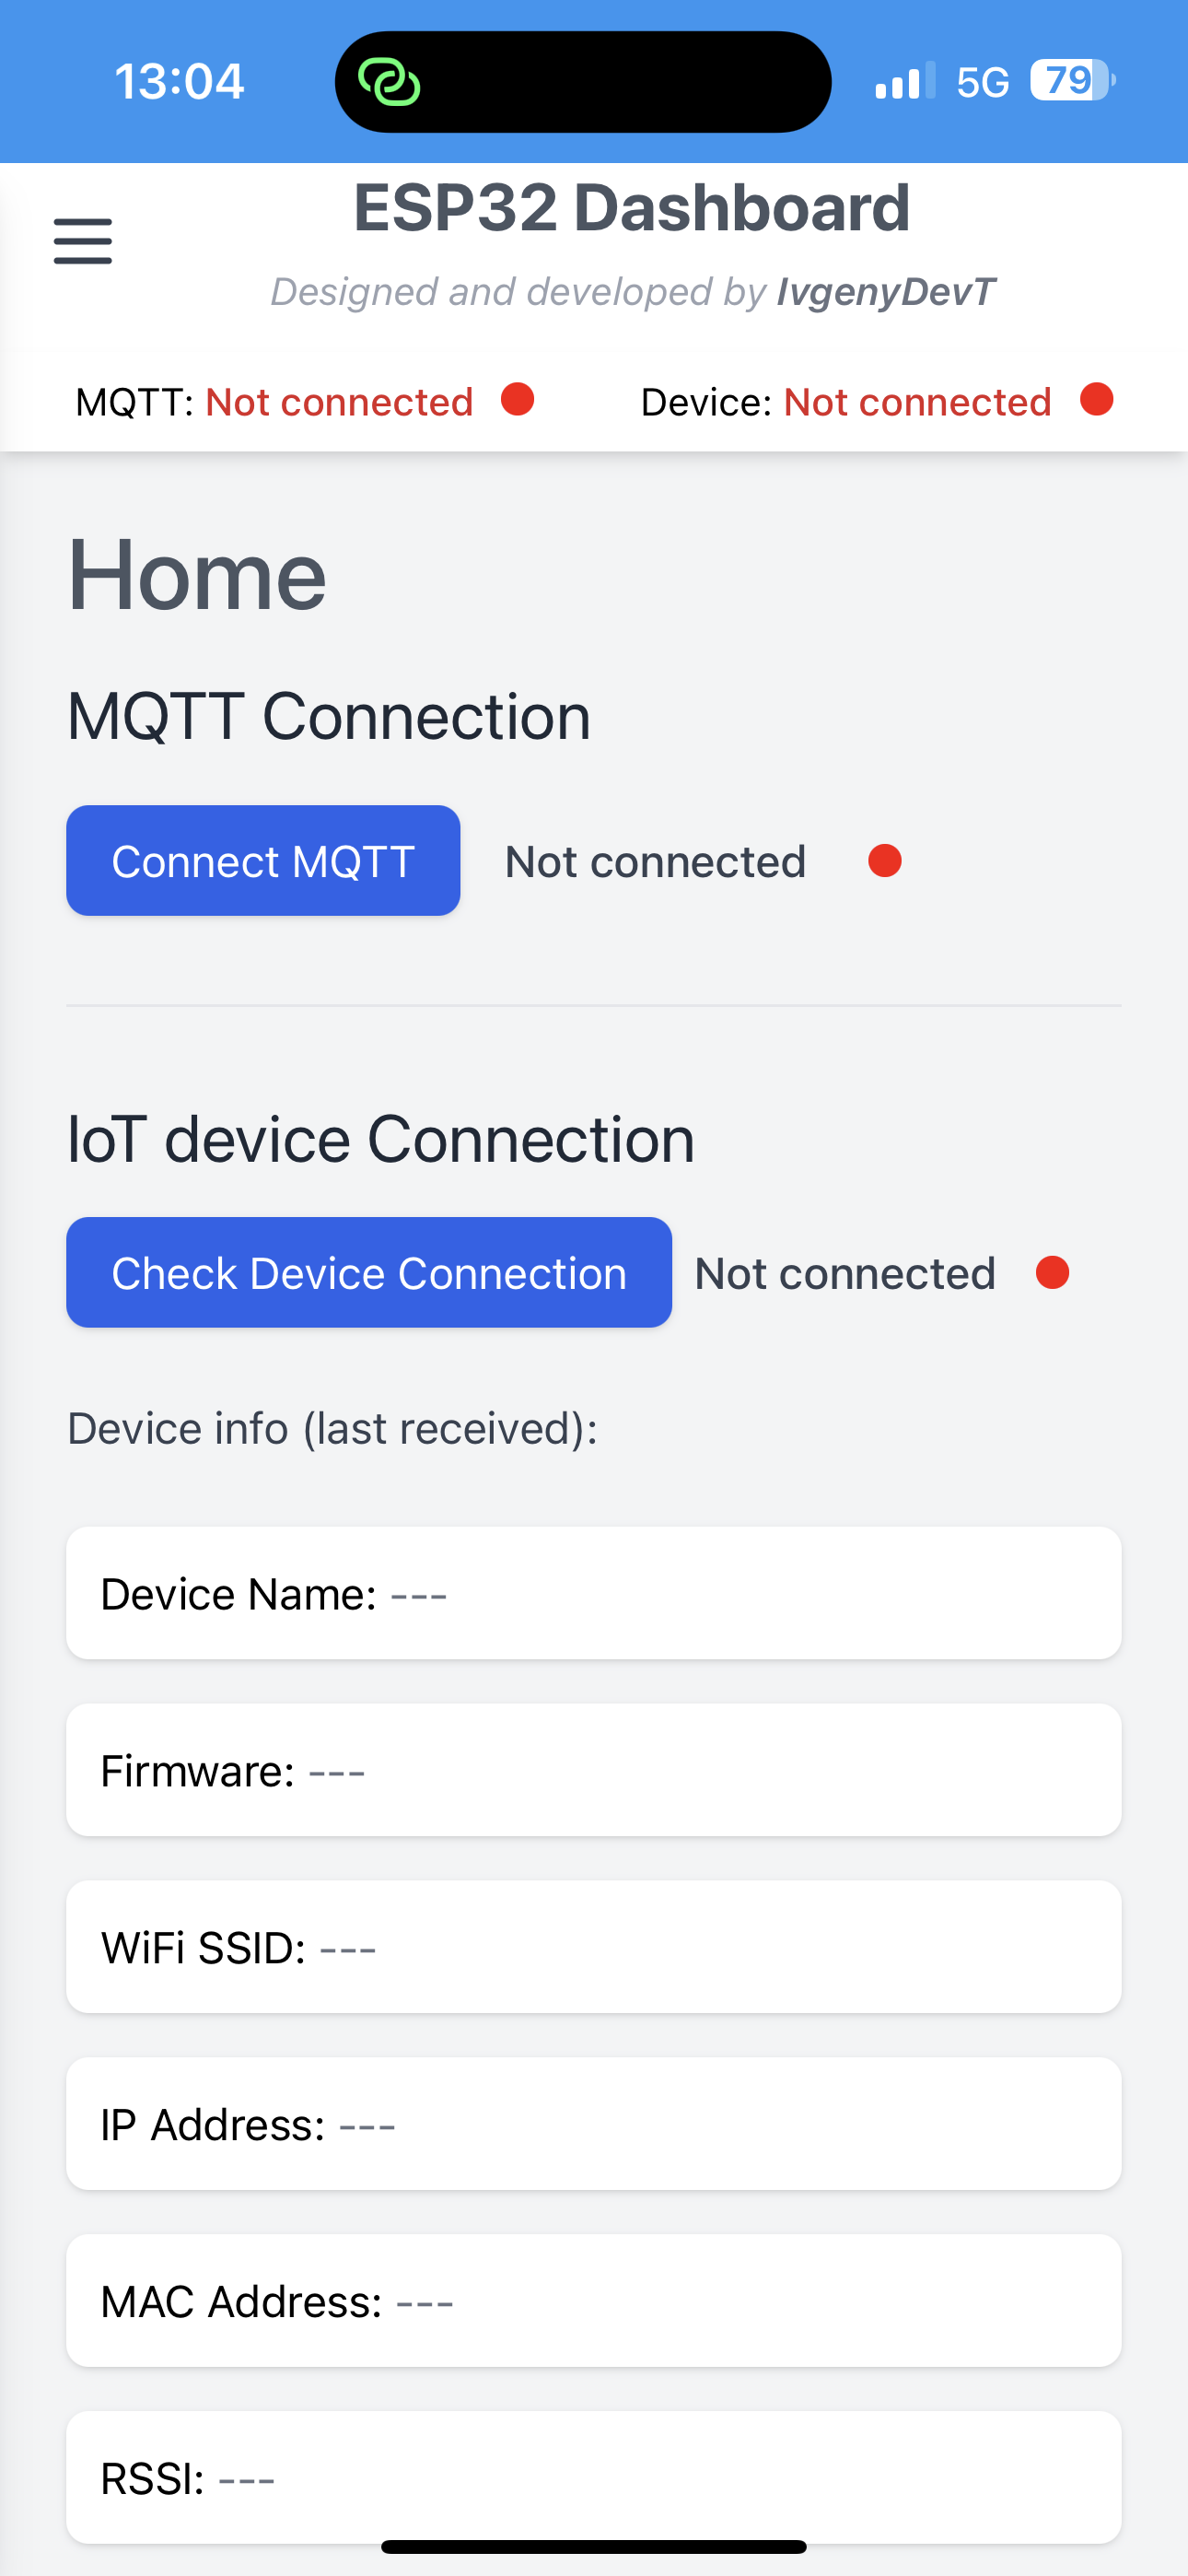 13:04 5G 79
ESP32 Dashboard
Designed and developed by IvgenyDevT
MQTT: Not connected Device: Not connected
Home
MQTT Connection
Connect MQTT Not connected
IoT device Connection
Check Device Connection Not connected
Device info (last received):
Device Name: ---
Firmware: ---
WiFi SSID: ---
IP Address: ---
MAC Address: ---
RSSI: ---